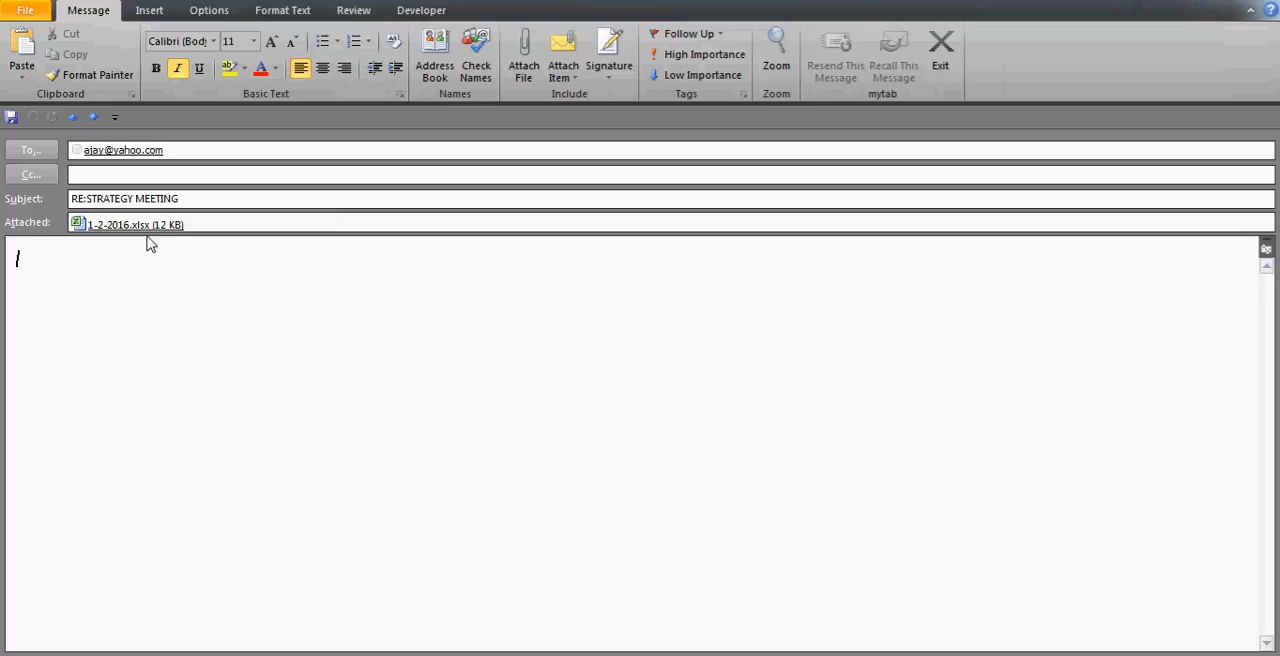 File Message Insert Options Format Text Review Developer
Paste Cut Copy Format Painter
Clipboard
Calibri (Body 11 A A
B I U A
Basic Text
Address Book Check Names
Names
Attach File Attach Item Signature
Include
Follow Up
High Importance
Low Importance
Tags
Zoom
Zoom
Resend This Message Recall This Message Exit
mytab
To... ajay@yahoo.com
Cc...
Subject: RE:STRATEGY MEETING
Attached: 1-2-2016.xlsx (12 KB)